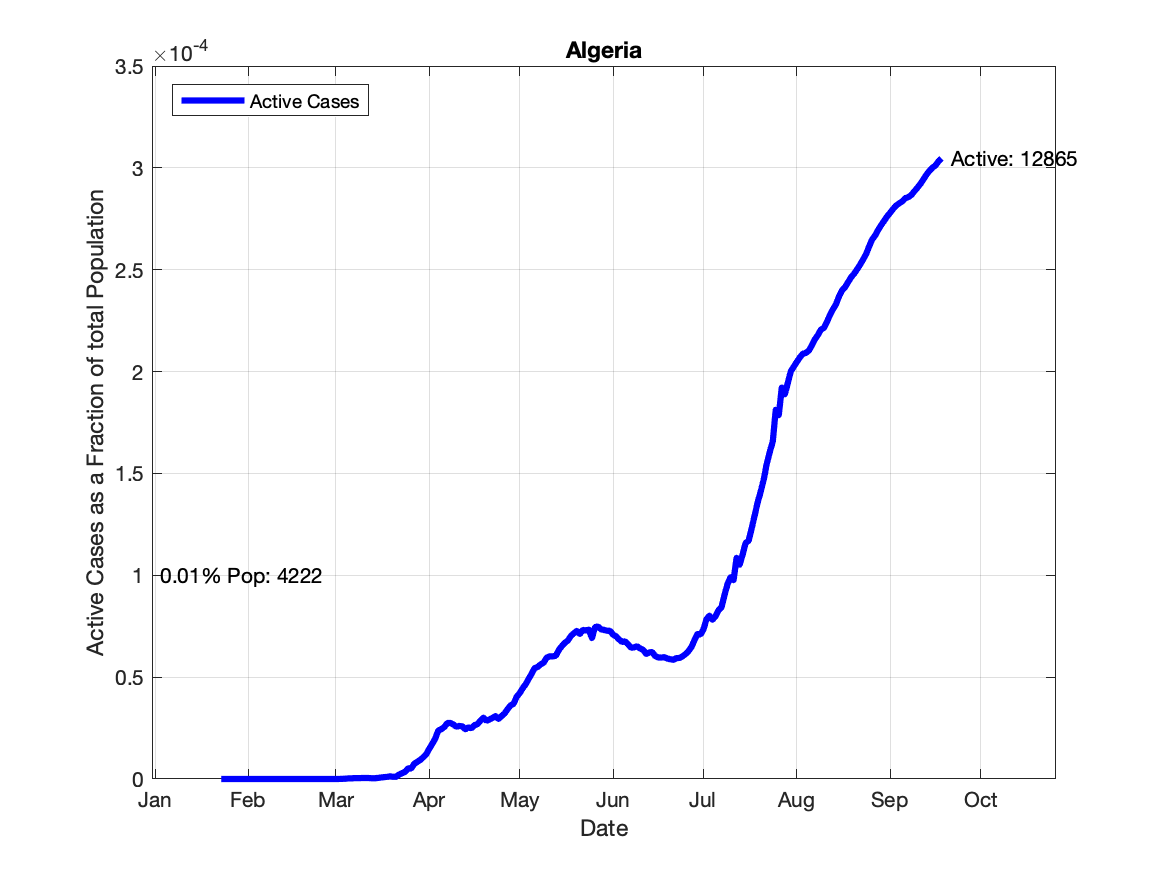 Algeria
×10-4
Active Cases
3.5
3
2.5
2
1.5
1
0.5
0
Active: 12865
0.01% Pop: 4222
Active Cases as a Fraction of total Population
Jan Feb Mar Apr May Jun Jul Aug Sep Oct
Date